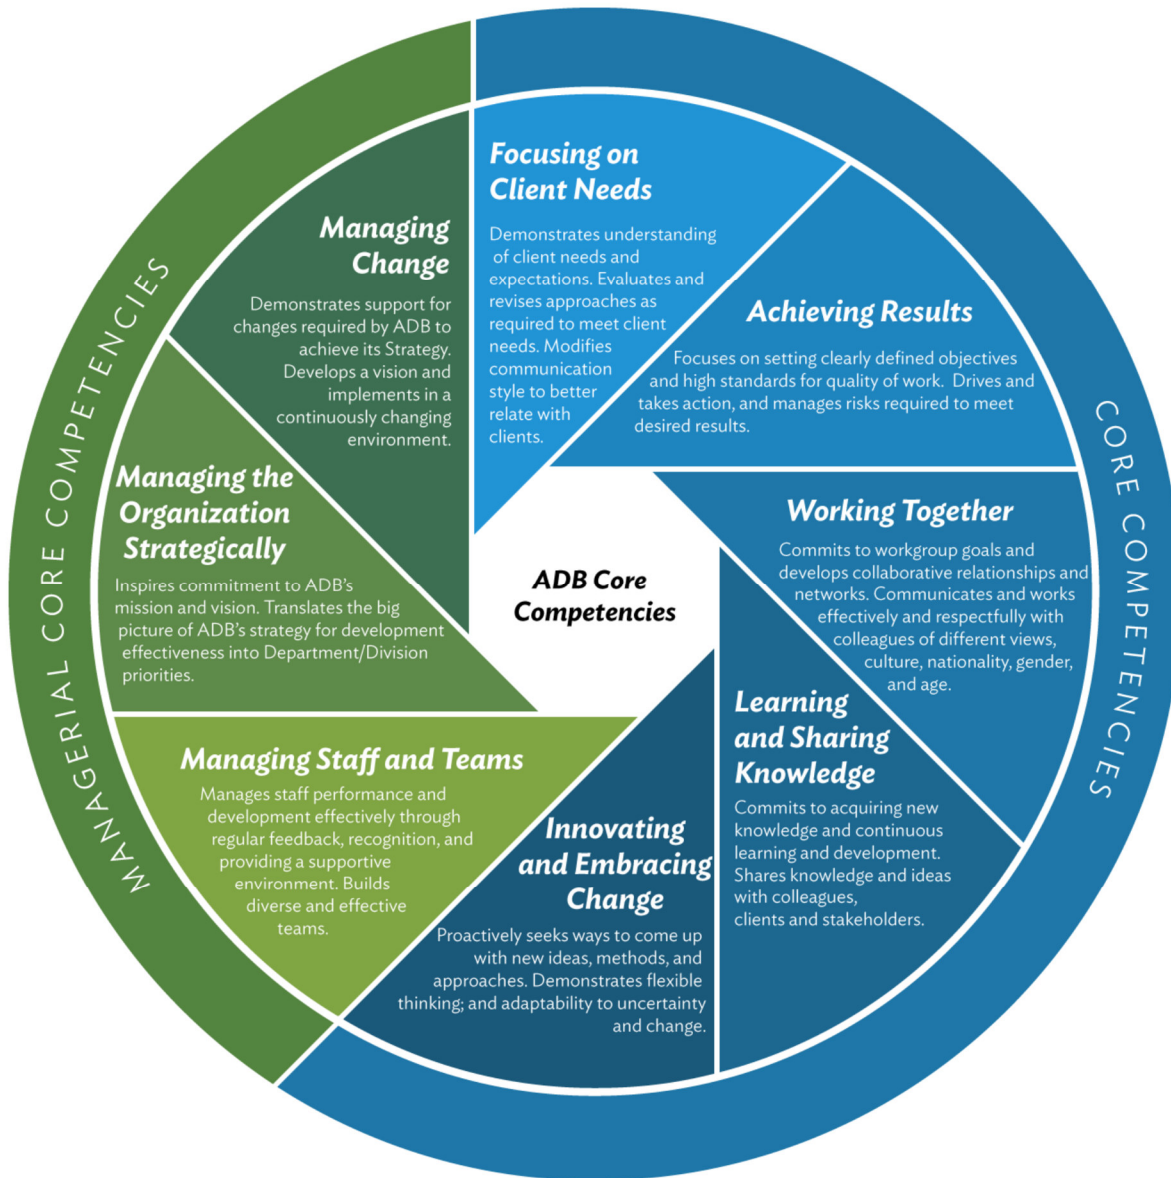 Focusing on
Client Needs
Demonstrates understanding
of client needs and
expectations. Evaluates and
revises approaches as
required to meet client
needs. Modifies
communication
style to better
relate with
clients.
Achieving Results
Focuses on setting clearly defined objectives
and high standards for quality of work. Drives and
takes action, and manages risks required to meet
desired results.
Working Together
Commits to workgroup goals and
develops collaborative relationships and
networks. Communicates and works
effectively and respectfully with
colleagues of different views,
culture, nationality, gender,
and age.
Learning
and Sharing
Knowledge
Commits to acquiring new
knowledge and continuous
learning and development.
Shares knowledge and ideas
with colleagues,
clients and stakeholders.
Innovating
and Embracing
Change
Proactively seeks ways to come up
with new ideas, methods, and
approaches. Demonstrates flexible
thinking; and adaptability to uncertainty
and change.
Managing Staff and Teams
Manages staff performance and
development effectively through
regular feedback, recognition, and
providing a supportive
environment. Builds
diverse and effective
teams.
Managing the
Organization
Strategically
Inspires commitment to ADB's
mission and vision. Translates the big
picture of ADB's strategy for development
effectiveness into Department/Division
priorities.
Managing
Change
Demonstrates support for
changes required by ADB to
achieve its Strategy.
Develops a vision and
implements in a
continuously changing
environment.
ADB Core
Competencies
MANAGERIAL CORE COMPETENCIES
CORE COMPETENCIES